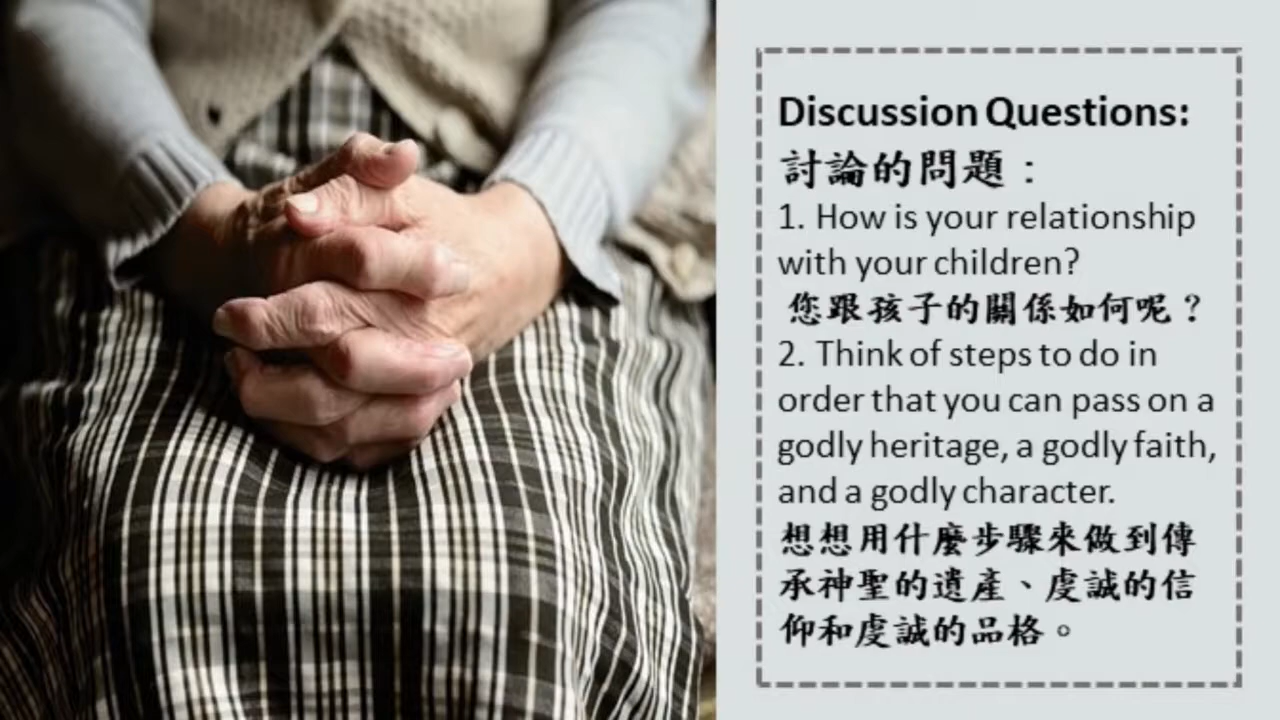 Discussion Questions:
討論的問題：
1. How is your relationship
with your children?
您跟孩子的關係如何呢？
2. Think of steps to do in
order that you can pass on a
godly heritage, a godly faith,
and a godly character.
想想用什麼步驟來做到傳
承神聖的遺產、虔誠的信
仰和虔誠的品格。